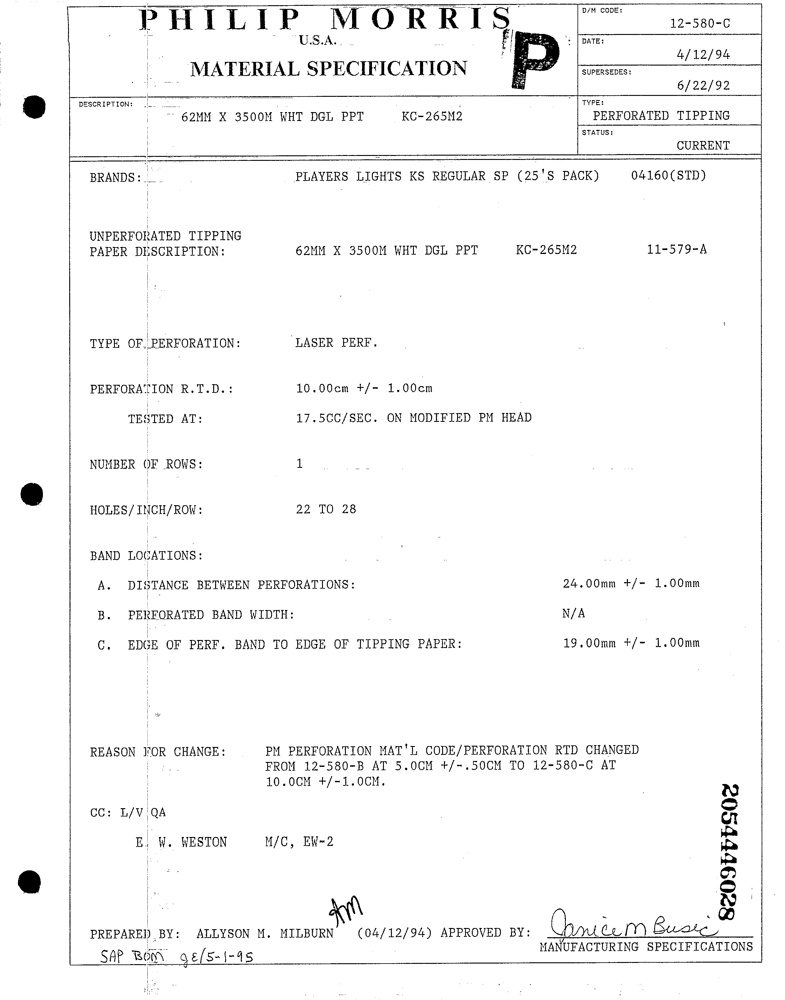 PHILIP MORRIS
U.S.A.
MATERIAL SPECIFICATION
P
D/M CODE:
12-580-C
DATE:
4/12/94
SUPERSEDES:
6/22/92
DESCRIPTION:
62MM X 3500M WHT DGL PPT KC-265M2
TYPE:
PERFORATED TIPPING
STATUS:
CURRENT
BRANDS: PLAYERS LIGHTS KS REGULAR SP (25'S PACK) 04160(STD)
UNPERFORATED TIPPING
PAPER DESCRIPTION: 62MM X 3500M WHT DGL PPT KC-265M2 11-579-A
TYPE OF PERFORATION: LASER PERF.
PERFORATION R.T.D.: 10.00cm +/- 1.00cm
TESTED AT: 17.5CC/SEC. ON MODIFIED PM HEAD
NUMBER OF ROWS: 1
HOLES/INCH/ROW: 22 TO 28
BAND LOCATIONS:
A. DISTANCE BETWEEN PERFORATIONS: 24.00mm +/- 1.00mm
B. PERFORATED BAND WIDTH: N/A
C. EDGE OF PERF. BAND TO EDGE OF TIPPING PAPER: 19.00mm +/- 1.00mm
REASON FOR CHANGE: PM PERFORATION MAT'L CODE/PERFORATION RTD CHANGED
FROM 12-580-B AT 5.0CM +/-.50CM TO 12-580-C AT
10.0CM +/-1.0CM.
CC: L/V QA
E. W. WESTON M/C, EW-2
2054446028
AM
PREPARED BY: ALLYSON M. MILBURN (04/12/94) APPROVED BY: Janice M Busic
MANUFACTURING SPECIFICATIONS
SAP BOM gE/5-1-95